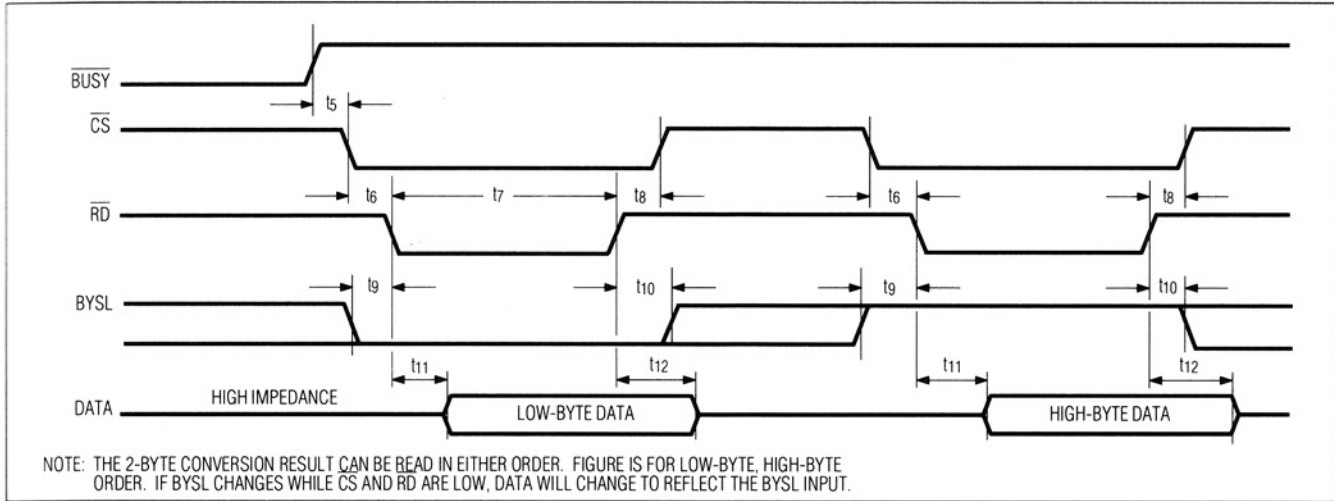 BUSY
t5
CS
t6 t7 t8 t6 t8
RD
t9 t10 t9 t10
BYSL
t11 t12 t11 t12
HIGH IMPEDANCE
DATA LOW-BYTE DATA HIGH-BYTE DATA
NOTE: THE 2-BYTE CONVERSION RESULT CAN BE READ IN EITHER ORDER. FIGURE IS FOR LOW-BYTE, HIGH-BYTE
ORDER. IF BYSL CHANGES WHILE CS AND RD ARE LOW, DATA WILL CHANGE TO REFLECT THE BYSL INPUT.